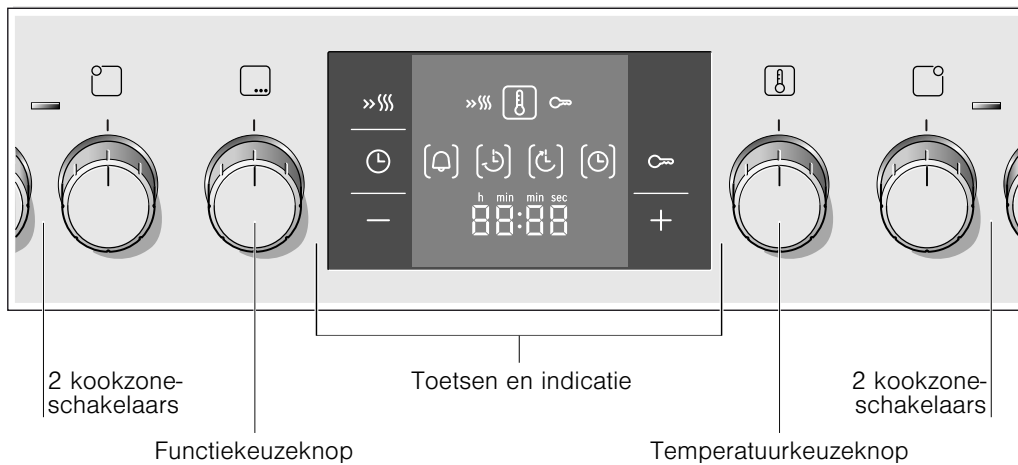 h min min sec
88:88
2 kookzone-
schakelaars
Functiekeuzeknop
Toetsen en indicatie
Temperatuurkeuzeknop
2 kookzone-
schakelaars